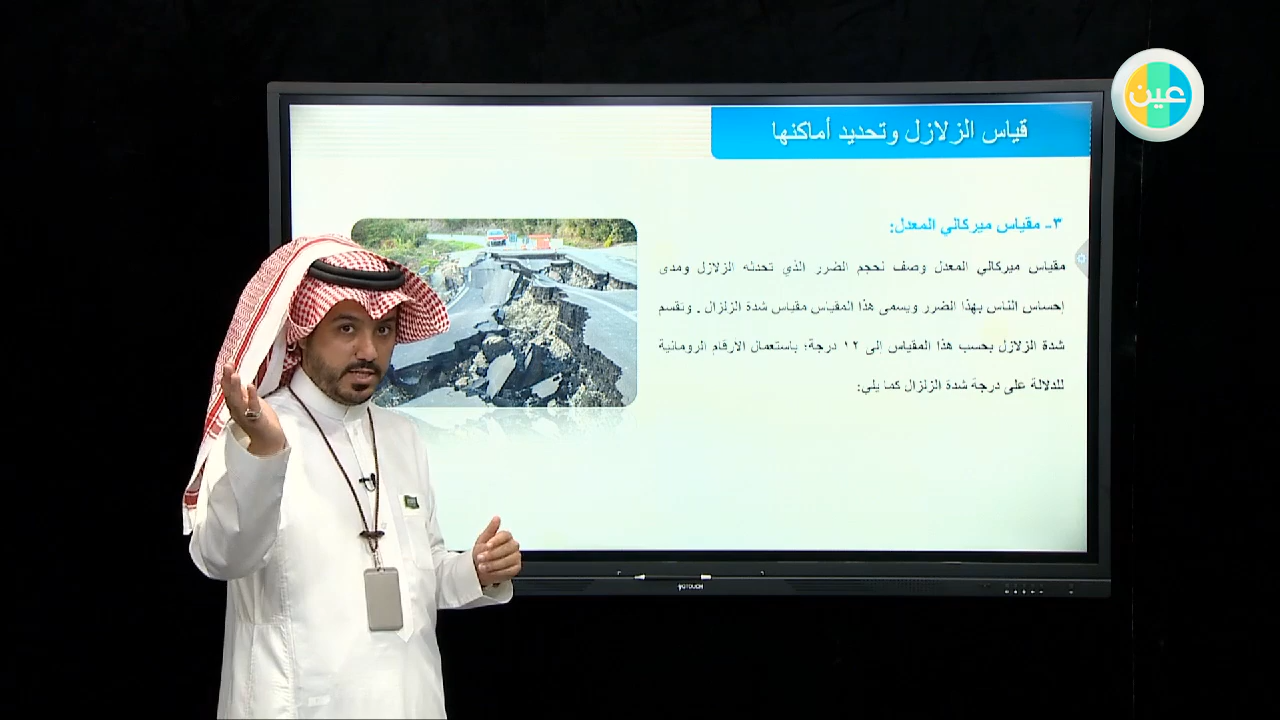 عين
قياس الزلازل وتحديد أماكنها
٣- مقياس ميركالي المعدل:
مقياس ميركالي المعدل وصف لحجم الضرر الذي تحدثه الزلازل ومدى
إحساس الناس بهذا الضرر ويسمى هذا المقياس مقياس شدة الزلزال . وتقسم
شدة الزلازل بحسب هذا المقياس الى ١٢ درجة؛ باستعمال الارقام الرومانية
للدلالة على درجة شدة الزلزال كما يلي: